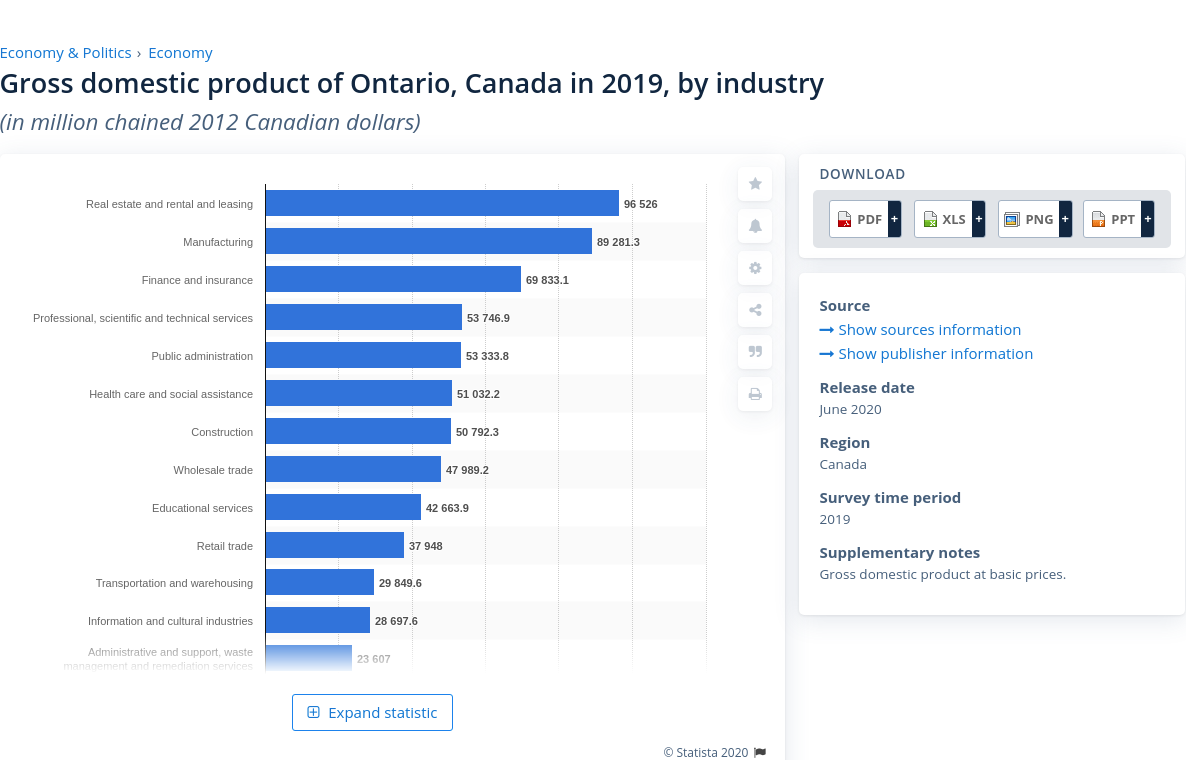 Economy & Politics › Economy
Gross domestic product of Ontario, Canada in 2019, by industry
(in million chained 2012 Canadian dollars)
Real estate and rental and leasing 96 526
Manufacturing 89 281.3
Finance and insurance 69 833.1
Professional, scientific and technical services 53 746.9
Public administration 53 333.8
Health care and social assistance 51 032.2
Construction 50 792.3
Wholesale trade 47 989.2
Educational services 42 663.9
Retail trade 37 948
Transportation and warehousing 29 849.6
Information and cultural industries 28 697.6
Administrative and support, waste
management and remediation services 23 607
Expand statistic
© Statista 2020
DOWNLOAD
PDF + XLS + PNG + PPT +
Source
Show sources information
Show publisher information
Release date
June 2020
Region
Canada
Survey time period
2019
Supplementary notes
Gross domestic product at basic prices.